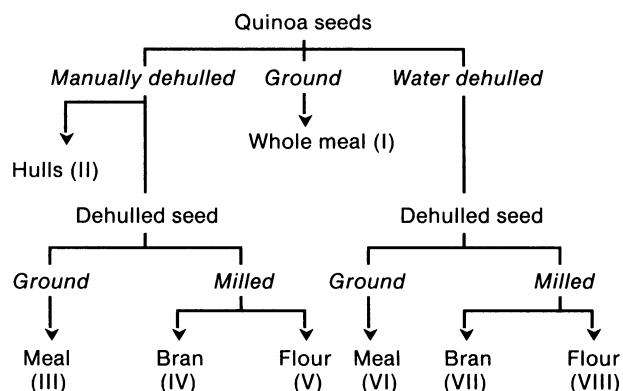 Quinoa seeds
Manually dehulled Ground Water dehulled
Whole meal (I)
Hulls (II)
Dehulled seed Dehulled seed
Ground Milled Ground Milled
Meal Bran Flour Meal Bran Flour
(III) (IV) (V) (VI) (VII) (VIII)